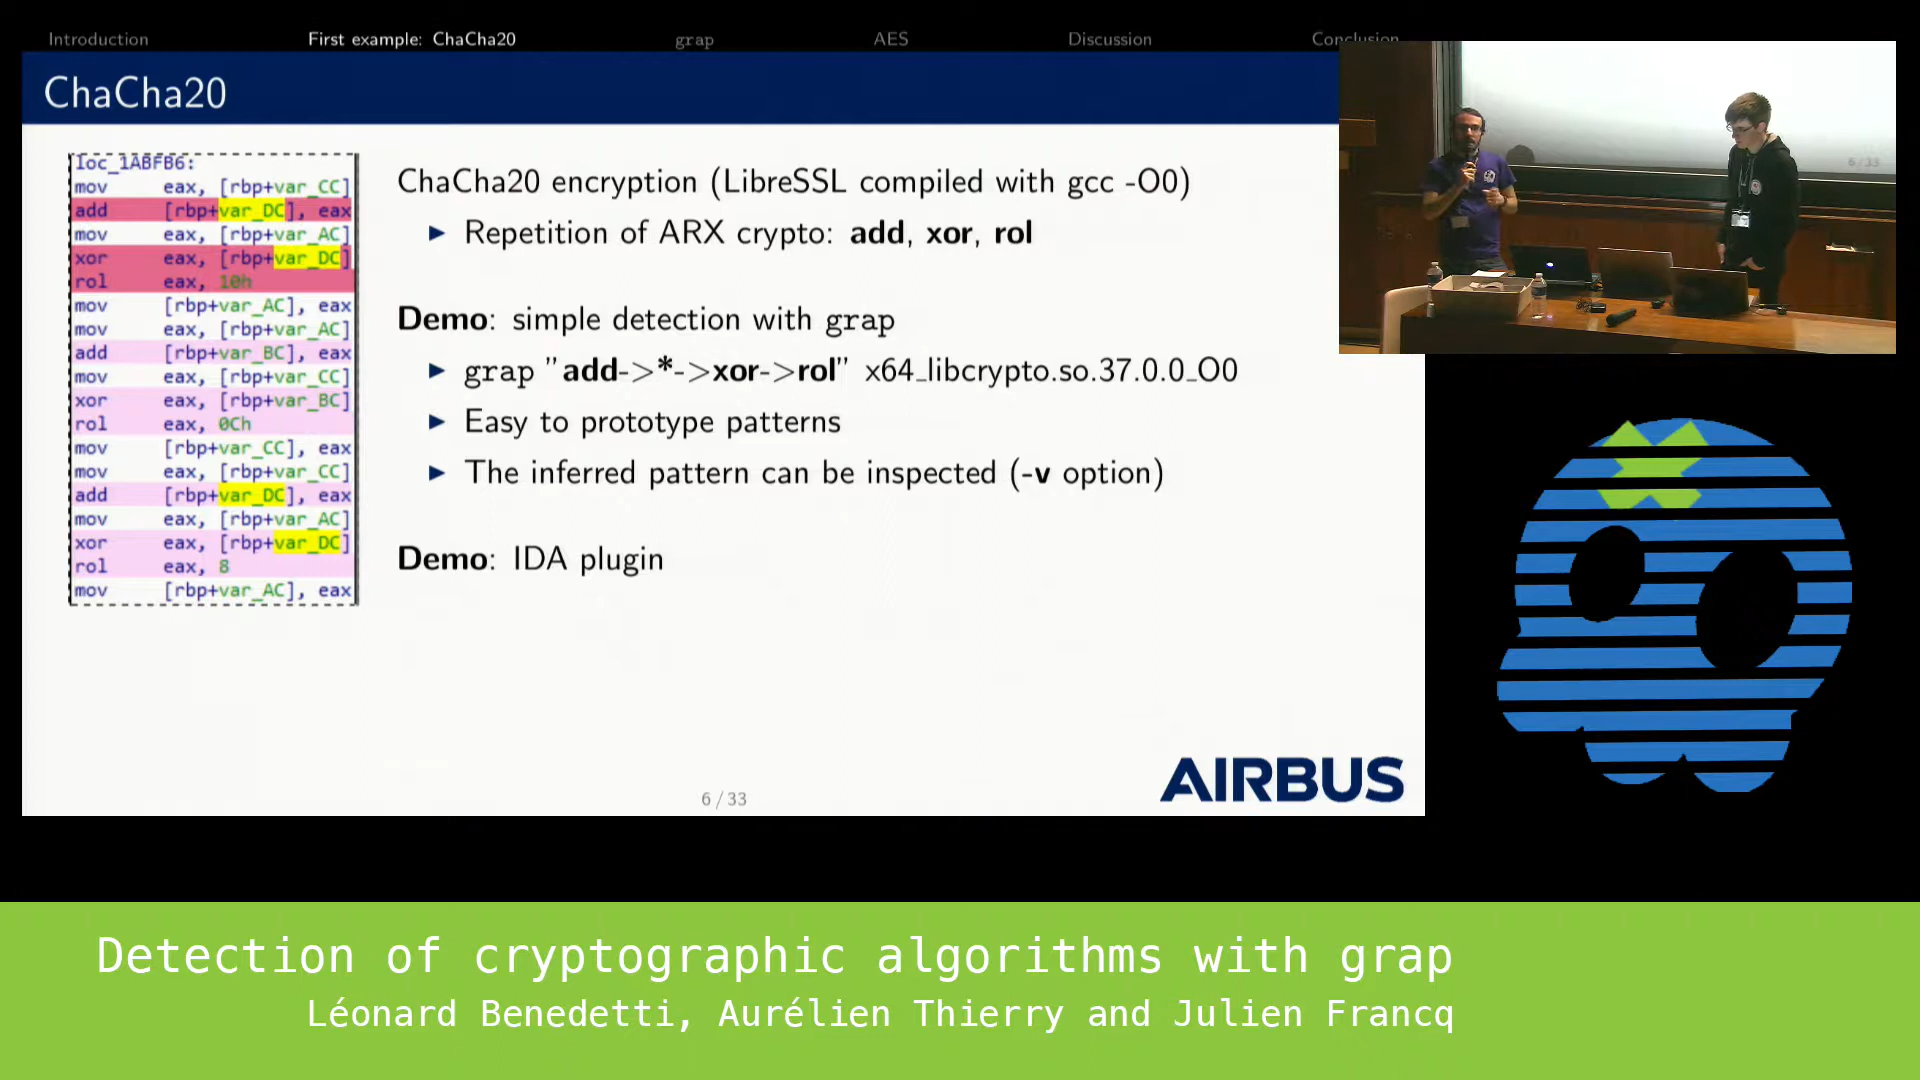 Introduction
First example: ChaCha20
grap
AES
Discussion
Conclusion
ChaCha20
loc_1ABFB6:
mov eax, [rbp+var_CC]
add [rbp+var_DC], eax
mov eax, [rbp+var_AC]
xor eax, [rbp+var_DC]
rol eax, 10h
mov [rbp+var_AC], eax
mov eax, [rbp+var_AC]
add [rbp+var_BC], eax
mov eax, [rbp+var_CC]
xor eax, [rbp+var_BC]
rol eax, 0Ch
mov [rbp+var_CC], eax
mov eax, [rbp+var_CC]
add [rbp+var_DC], eax
mov eax, [rbp+var_AC]
xor eax, [rbp+var_DC]
rol eax, 8
mov [rbp+var_AC], eax
ChaCha20 encryption (LibreSSL compiled with gcc -O0)
▶ Repetition of ARX crypto: add, xor, rol
Demo: simple detection with grap
▶ grap "add->*->xor->rol" x64_libcrypto.so.37.0.0_O0
▶ Easy to prototype patterns
▶ The inferred pattern can be inspected (-v option)
Demo: IDA plugin
AIRBUS
6 / 33
6 / 33
Detection of cryptographic algorithms with grap
Léonard Benedetti, Aurélien Thierry and Julien Francq